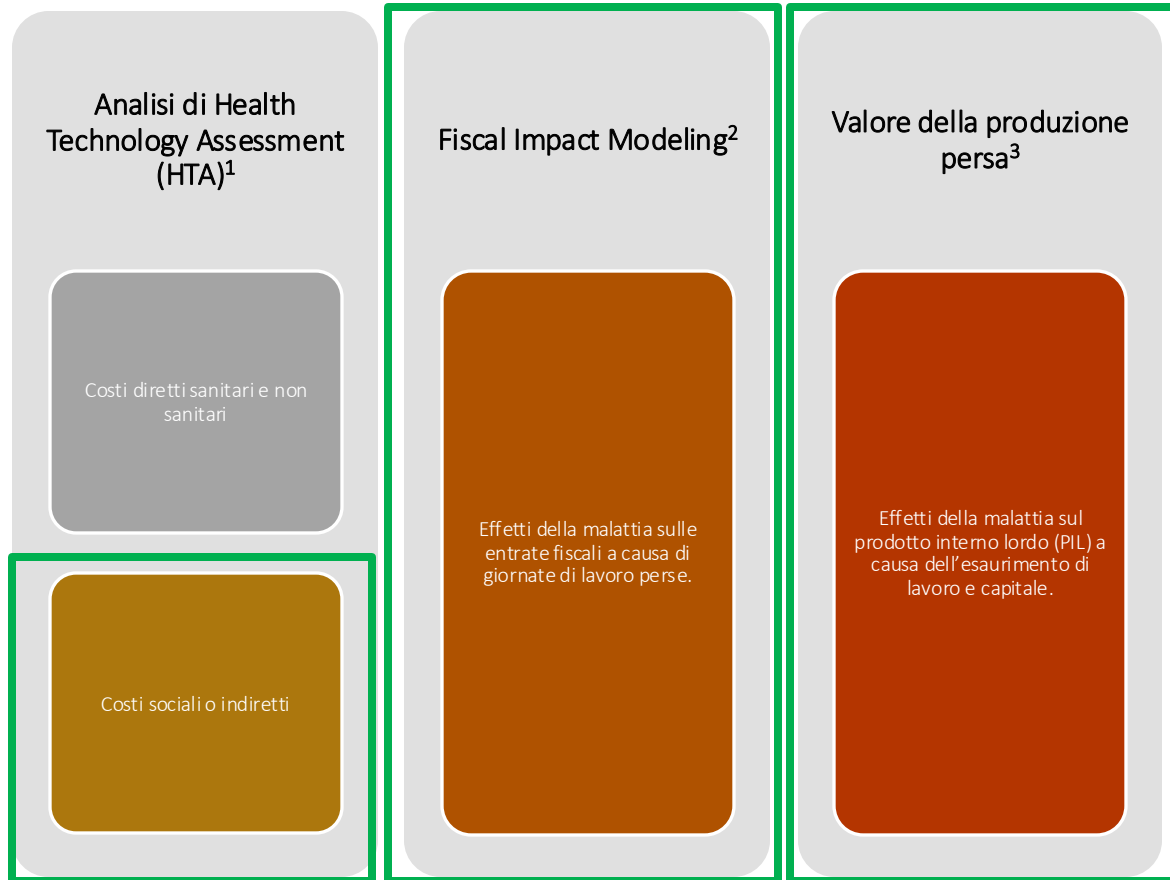 Analisi di Health
Technology Assessment
(HTA)¹
Costi diretti sanitari e non
sanitari
Costi sociali o indiretti
Fiscal Impact Modeling²
Effetti della malattia sulle
entrate fiscali a causa di
giornate di lavoro perse.
Valore della produzione
persa³
Effetti della malattia sul
prodotto interno lordo (PIL) a
causa dell'esaurimento di
lavoro e capitale.